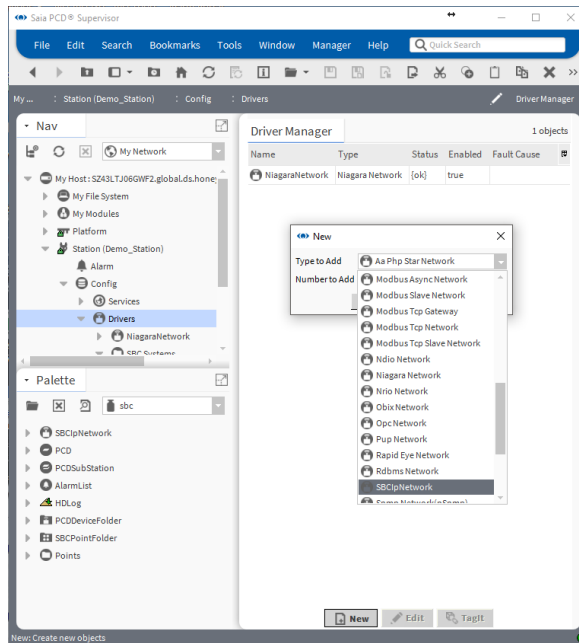 Saia PCD® Supervisor
File Edit Search Bookmarks Tools Window Manager Help Quick Search
My... : Station (Demo_Station) : Config : Drivers Driver Manager
Nav
My Network
My Host : SZ43LTJ06GWF2.global.ds.hone
My File System
My Modules
Platform
Station (Demo_Station)
Alarm
Config
Services
Drivers
NiagaraNetwork
SBC Systems
Palette
sbc
SBCIpNetwork
PCD
PCDSubStation
AlarmList
HDLog
PCDDeviceFolder
SBCPointFolder
Points
Driver Manager 1 objects
Name Type Status Enabled Fault Cause
NiagaraNetwork Niagara Network {ok} true
New
Type to Add Aa Php Star Network
Number to Add
Modbus Async Network
Modbus Slave Network
Modbus Tcp Gateway
Modbus Tcp Network
Modbus Tcp Slave Network
Ndio Network
Niagara Network
Nrio Network
Obix Network
Opc Network
Pup Network
Rapid Eye Network
Rdbms Network
SBCIpNetwork
New Edit TagIt
New: Create new objects